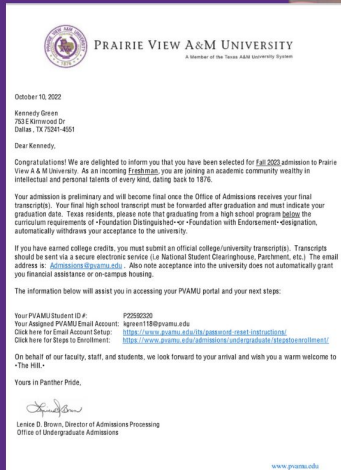 PRAIRIE VIEW A&M UNIVERSITY
A Member of the Texas A&M University System
October 10, 2022
Kennedy Green
753 E Kirnwood Dr
Dallas , TX 75241-4551
Dear Kennedy,
Congratulations! We are delighted to inform you that you have been selected for Fall 2023 admission to Prairie
View A & M University. As an incoming Freshman, you are joining an academic community wealthy in
intellectual and personal talents of every kind, dating back to 1876.
Your admission is preliminary and will become final once the Office of Admissions receives your final
transcript(s). Your final high school transcript must be forwarded after graduation and must indicate your
graduation date. Texas residents, please note that graduating from a high school program below the
curriculum requirements of •Foundation Distinguished• •or •Foundation with Endorsement• •designation,
automatically withdraws your acceptance to the university.
If you have earned college credits, you must submit an official college/university transcript(s). Transcripts
should be sent via a secure electronic service (i.e National Student Clearinghouse, Parchment, etc.) The email
address is: Admissions@pvamu.edu . Also note acceptance into the university does not automatically grant
you financial assistance or on-campus housing.
The information below will assist you in accessing your PVAMU portal and your next steps:
Your PVAMU Student ID #: P22592320
Your Assigned PVAMU Email Account: kgreen118@pvamu.edu
Click here for Email Account Setup: https://www.pvamu.edu/its/password-reset-instructions/
Click here for Steps to Enrollment: https://www.pvamu.edu/admissions/undergraduate/stepstoenrollment/
On behalf of our faculty, staff, and students, we look forward to your arrival and wish you a warm welcome to
•The Hill.•
Yours in Panther Pride,
Lenice D. Brown, Director of Admissions Processing
Office of Undergraduate Admissions
www.pvamu.edu